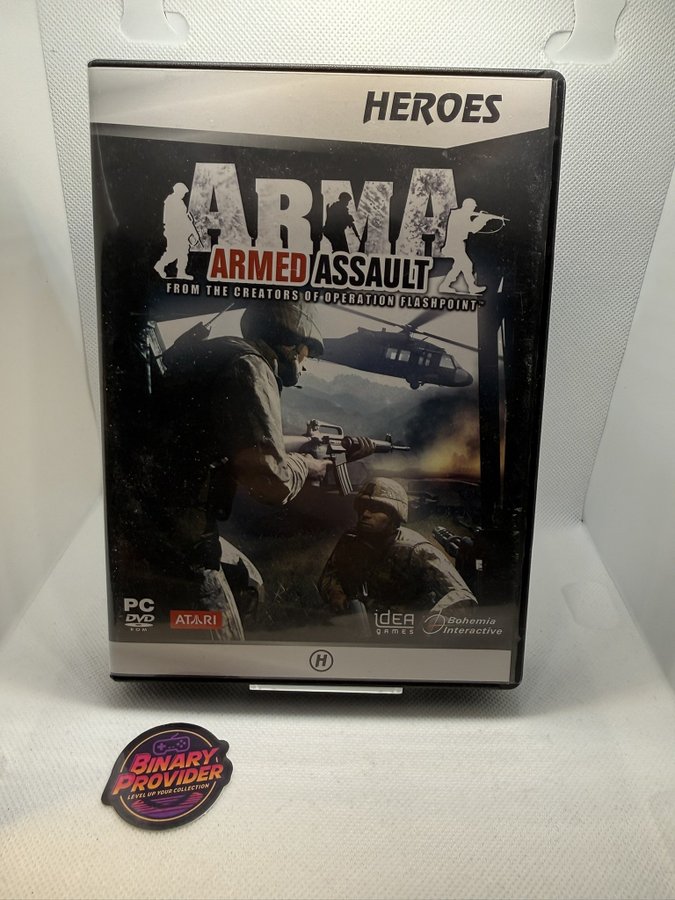 HEROES
ARMA
ARMED ASSAULT
FROM THE CREATORS OF OPERATION FLASHPOINT™
PC
DVD
ROM
ATARI
idEA
GAMES
Bohemia
Interactive
H
BINARY
PROVIDER
LEVEL UP YOUR COLLECTION